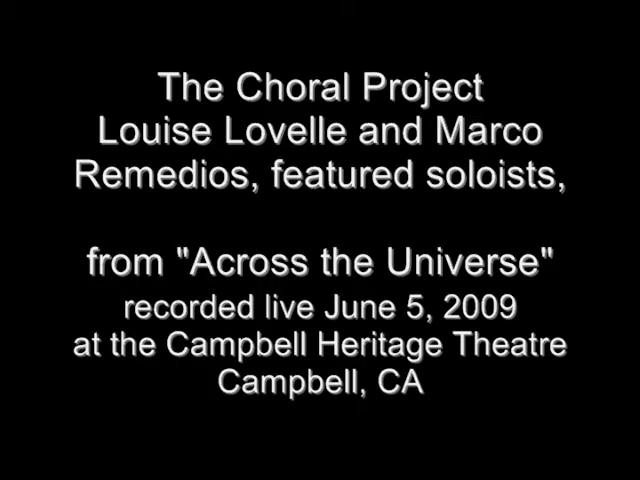 The Choral Project
Louise Lovelle and Marco
Remedios, featured soloists,
from "Across the Universe"
recorded live June 5, 2009
at the Campbell Heritage Theatre
Campbell, CA